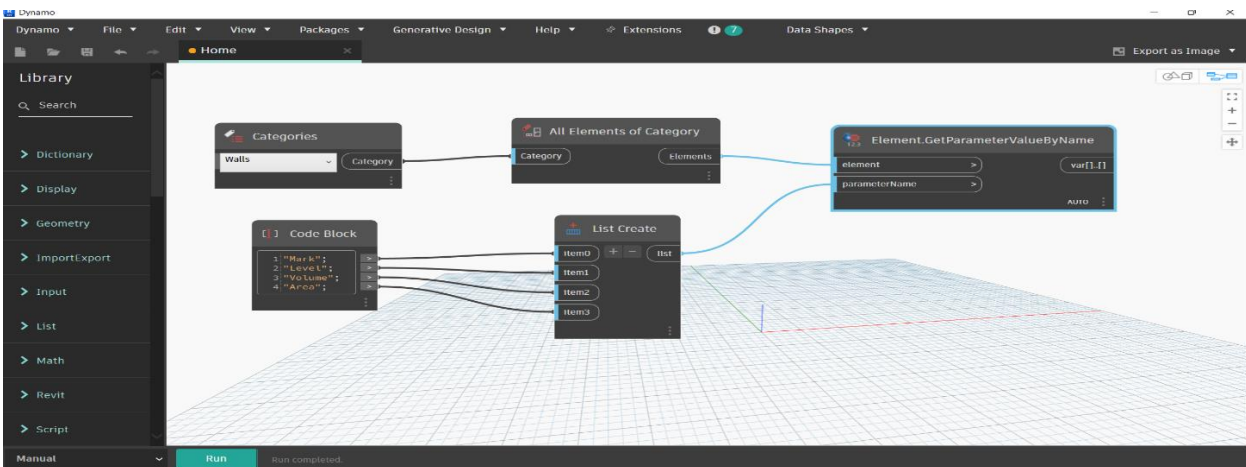 Dynamo
Dynamo File Edit View Packages Generative Design Help Extensions 7 Data Shapes
Home
Export as Image
Library
Search
Dictionary
Display
Geometry
ImportExport
Input
List
Math
Revit
Script
Categories
Walls
Category
All Elements of Category
Category Elements
Element.GetParameterValueByName
element > var[]..[]
parameterName >
AUTO
Code Block
1 "Mark"; >
2 "Level"; >
3 "Volume"; >
4 "Area"; >
List Create
Item0 + - list
Item1
Item2
Item3
Manual
Run
Run completed.